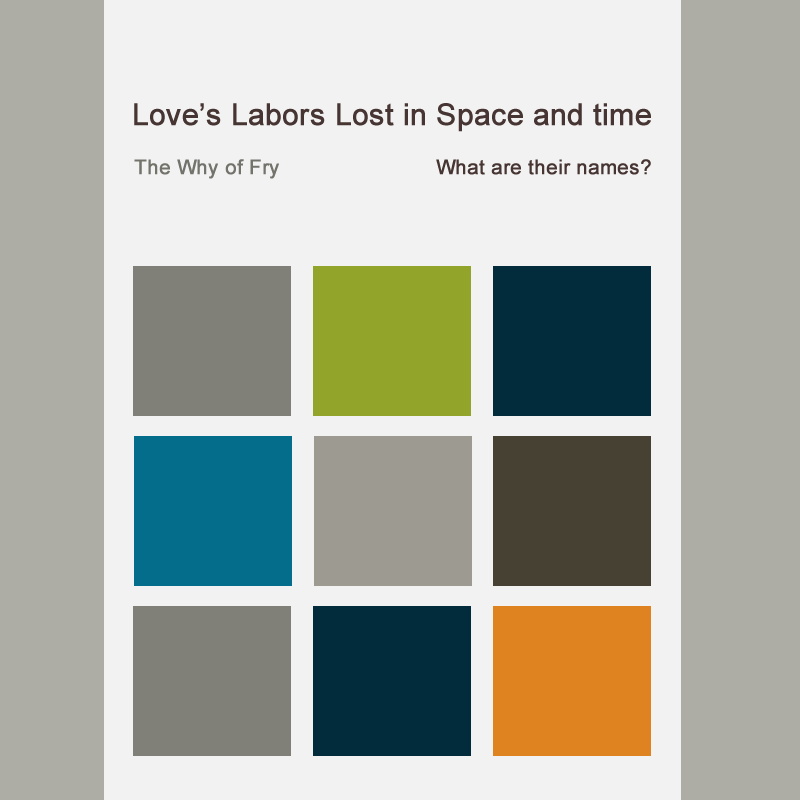 Love’s Labors Lost in Space and time
The Why of Fry
What are their names?